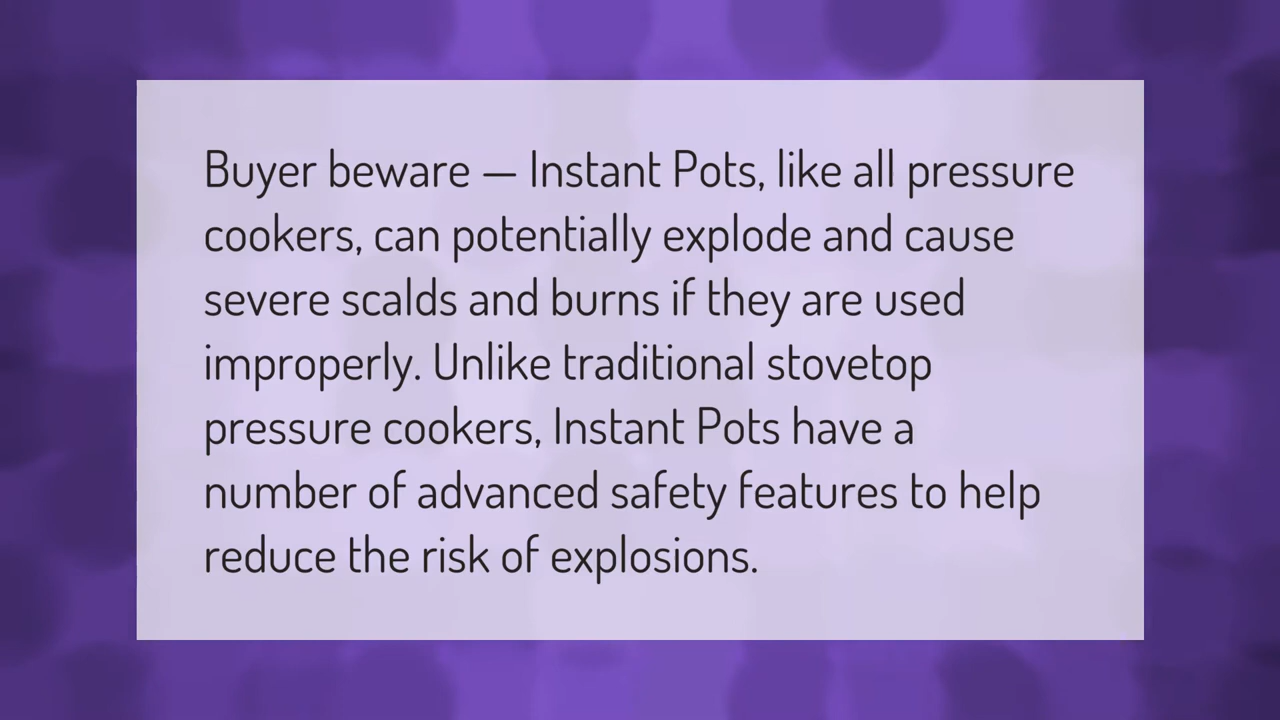 Buyer beware — Instant Pots, like all pressure
cookers, can potentially explode and cause
severe scalds and burns if they are used
improperly. Unlike traditional stovetop
pressure cookers, Instant Pots have a
number of advanced safety features to help
reduce the risk of explosions.